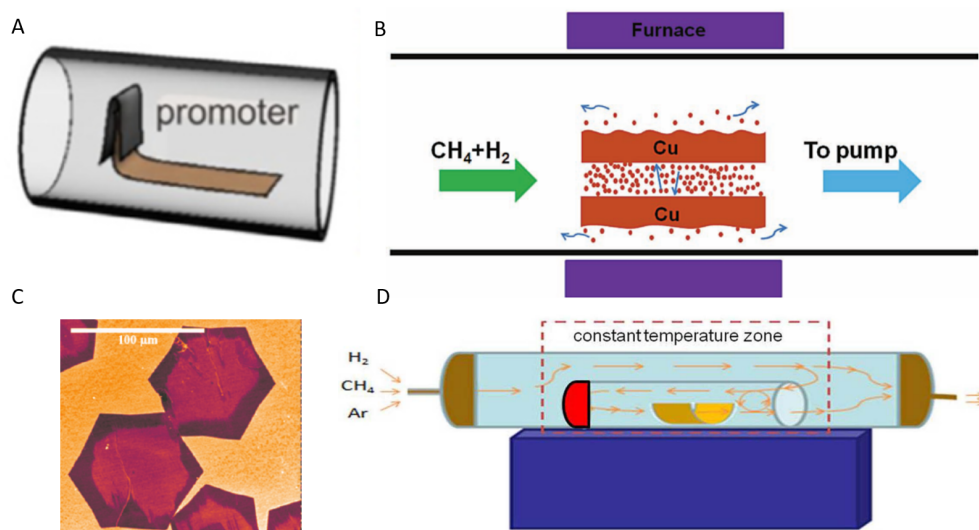 A
promoter
B
Furnace
CH₄+H₂
Cu
Cu
To pump
C
100 µm
D
constant temperature zone
H₂
CH₄
Ar